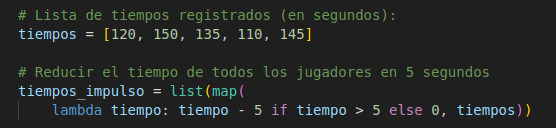 # Lista de tiempos registrados (en segundos):
tiempos = [120, 150, 135, 110, 145]
# Reducir el tiempo de todos los jugadores en 5 segundos
tiempos_impulso = list(map(
lambda tiempo: tiempo - 5 if tiempo > 5 else 0, tiempos))